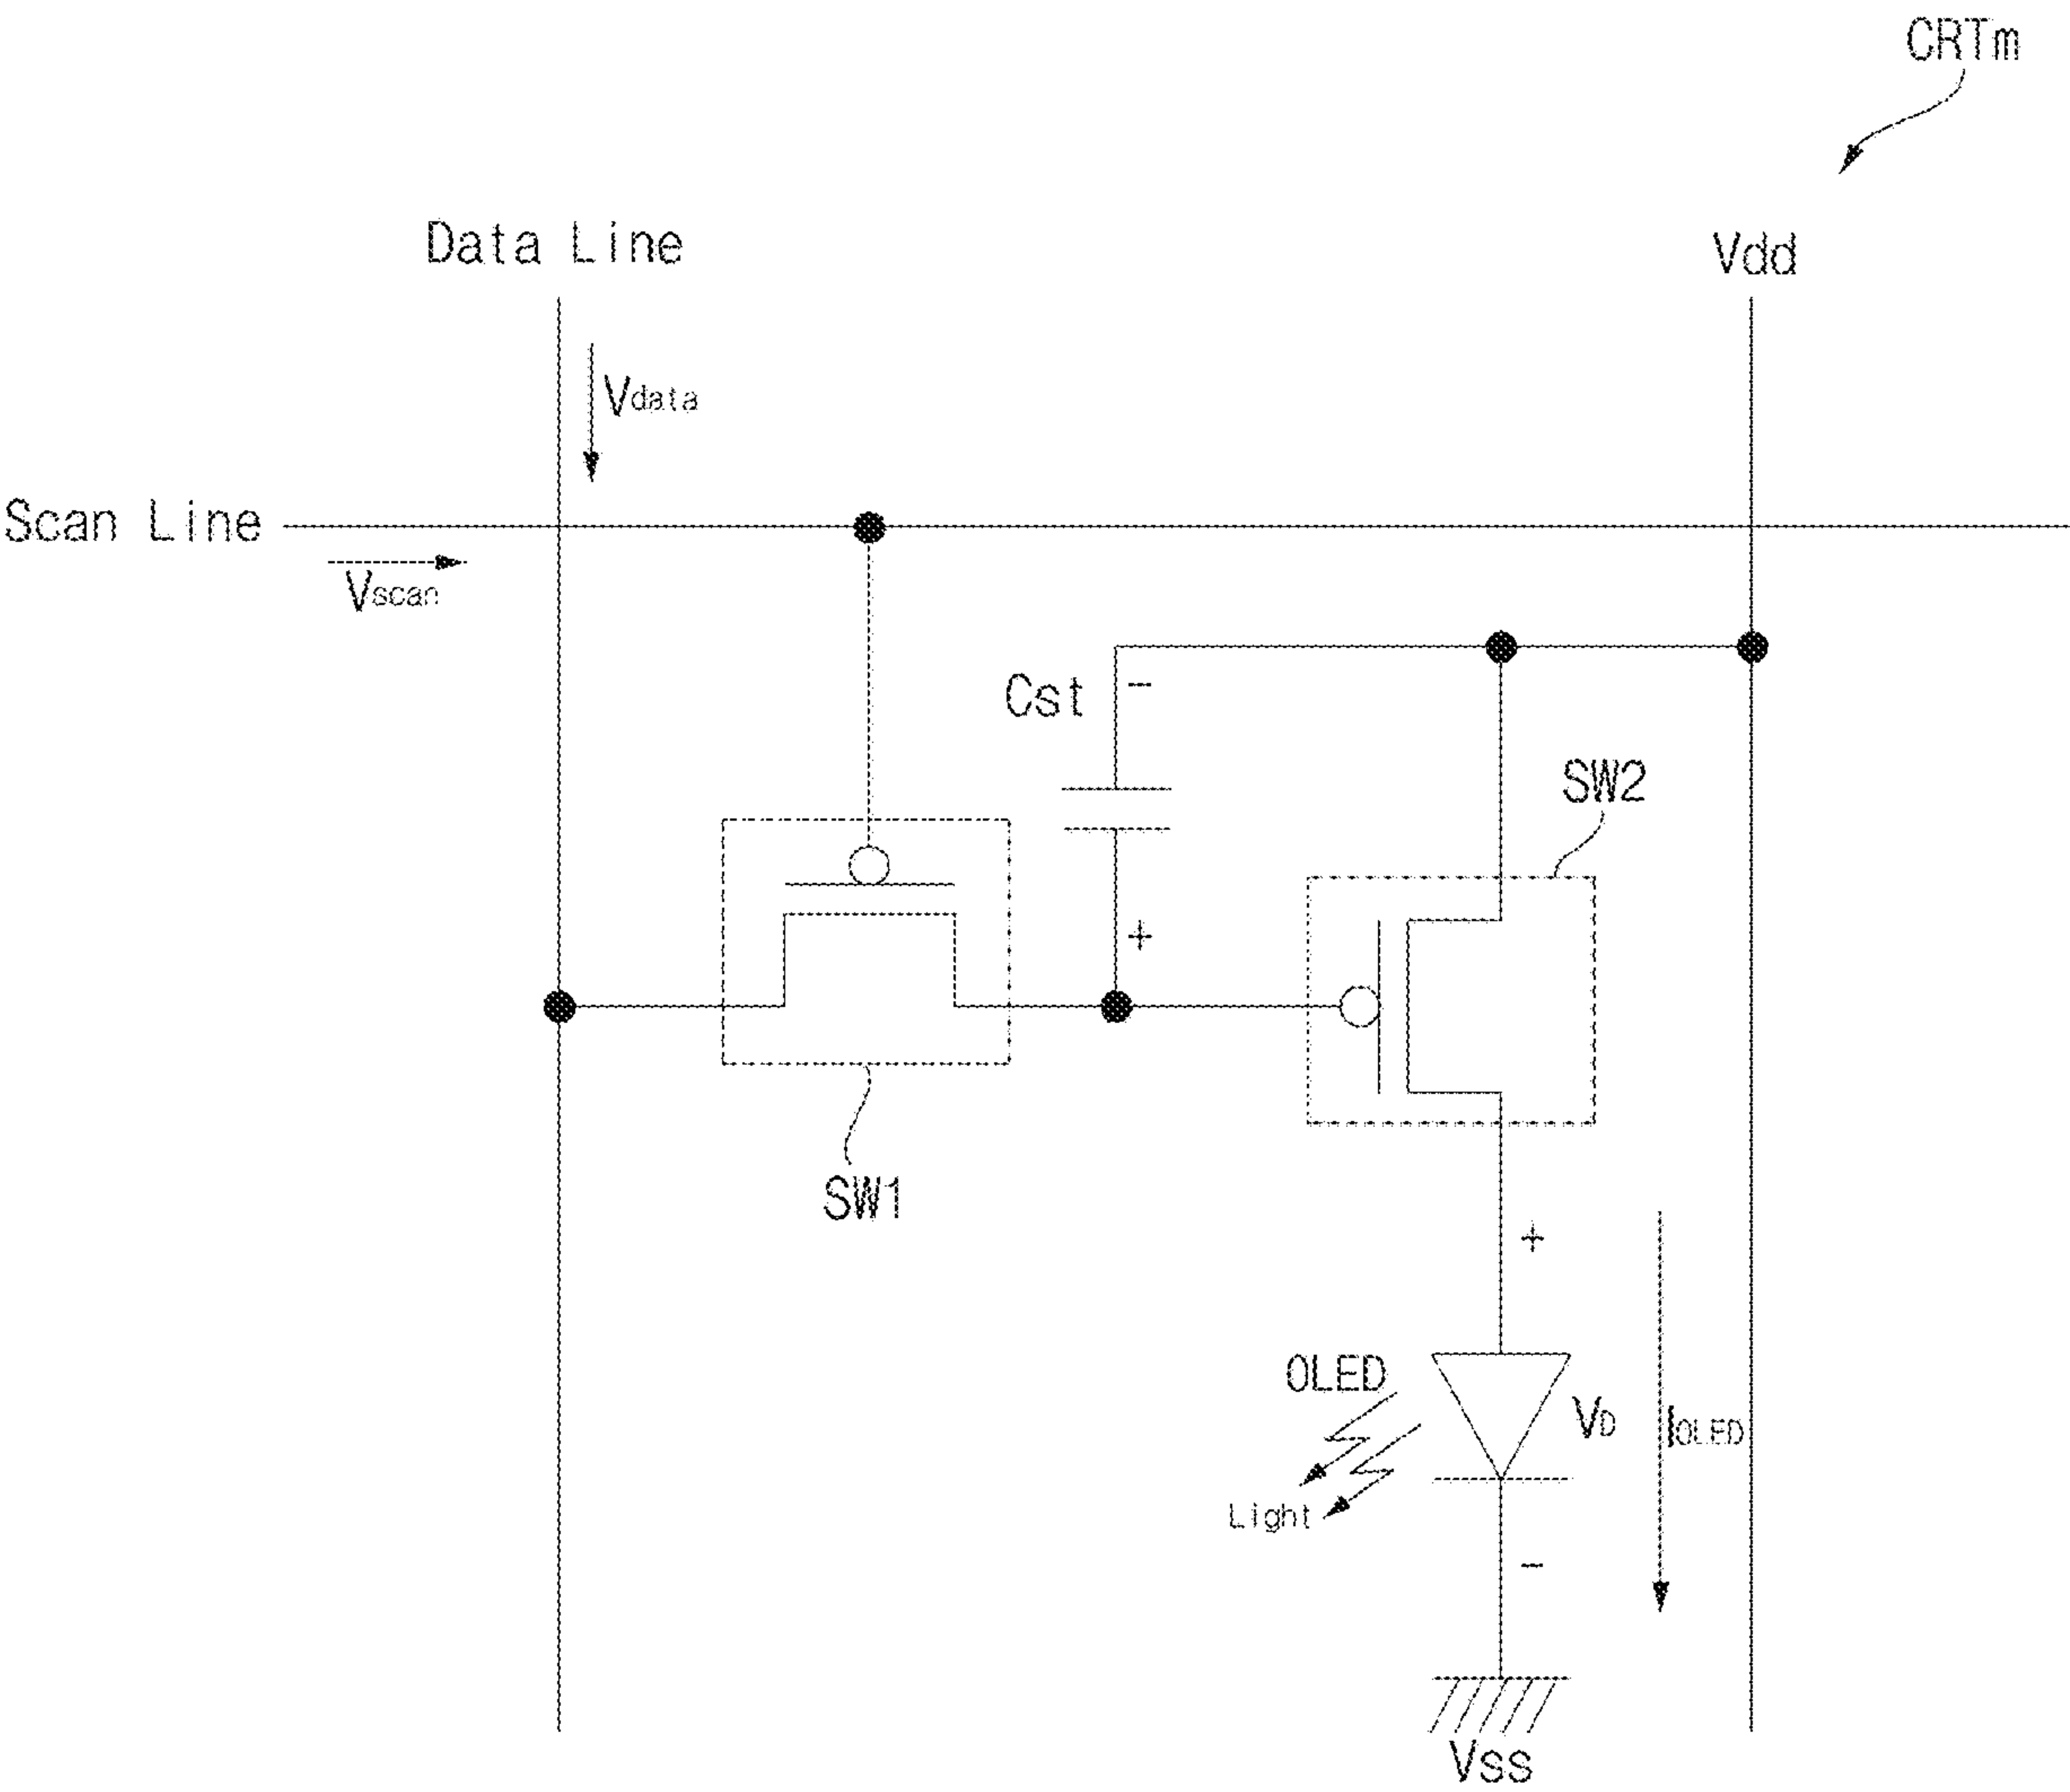 CRTm
Data Line
Vdd
Vdata
Scan Line
Vscan
-
Cst
SW2
+
SW1
+
OLED
VD
IOLED
Light
-
Vss